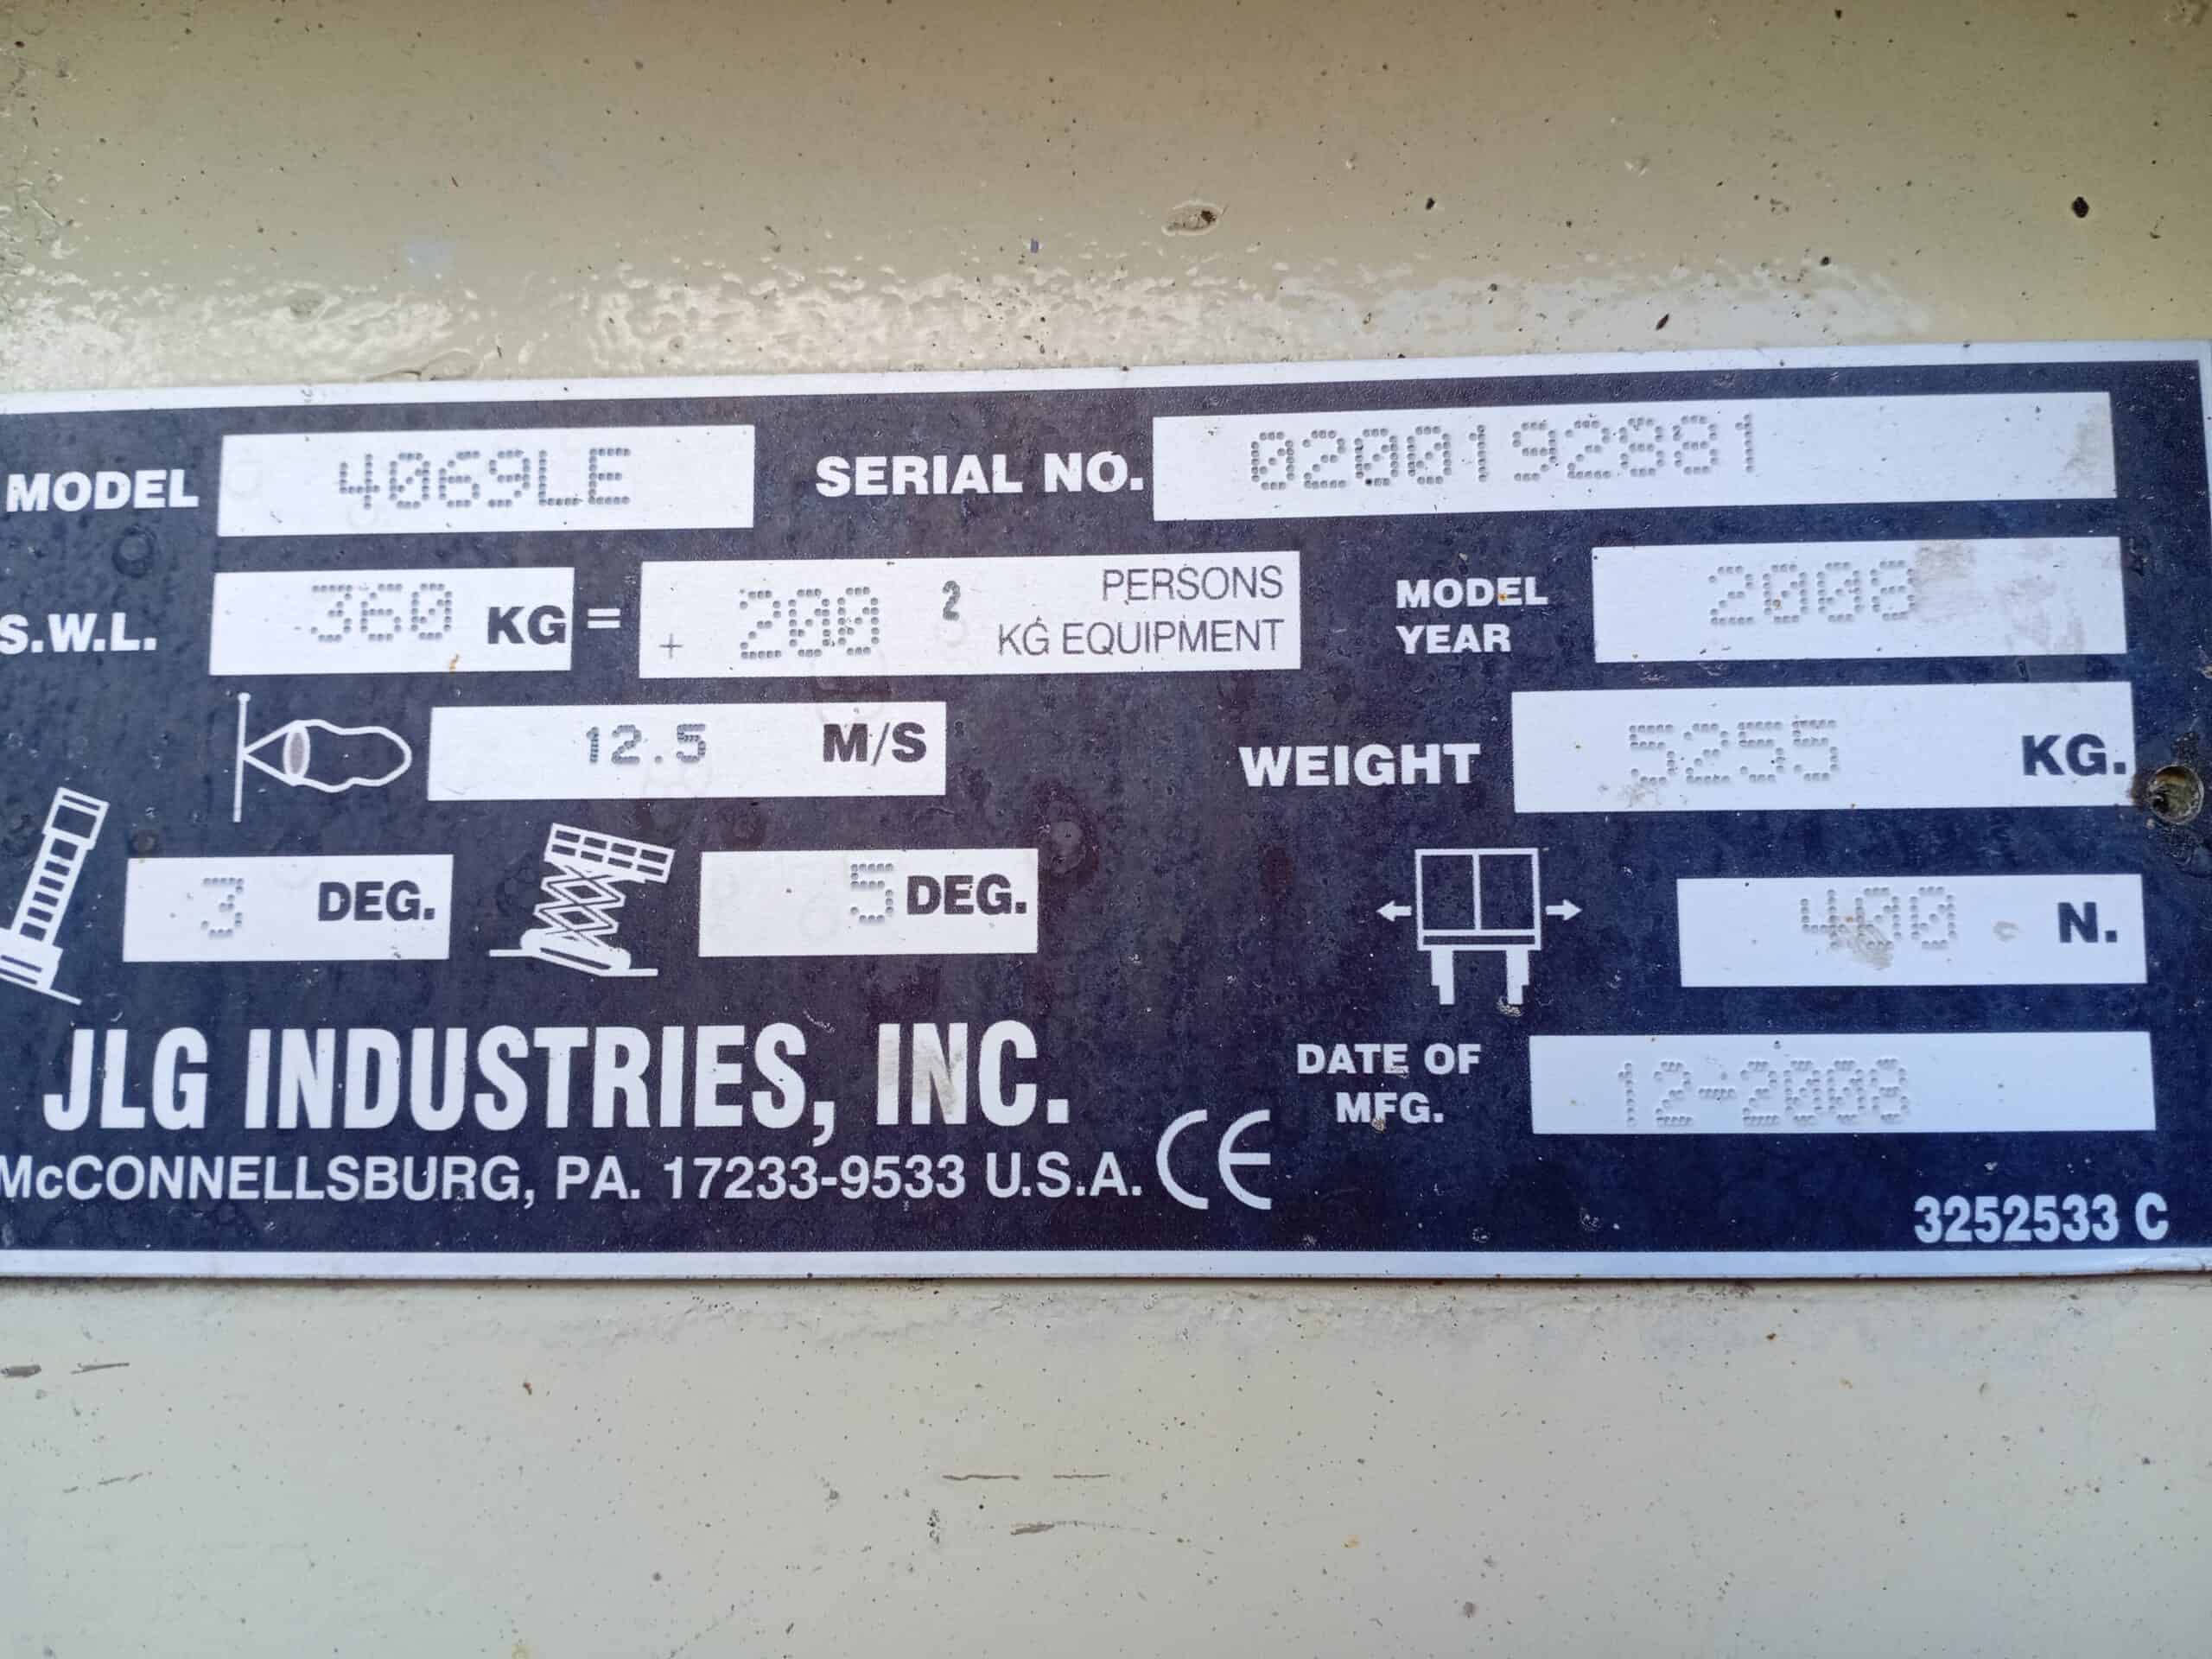 MODEL 4069LE SERIAL NO. 0200192881
S.W.L. 360 KG = 2 PERSONS
+ 200 KG EQUIPMENT
MODEL
YEAR 2008
12.5 M/S WEIGHT 5255 KG.
3 DEG. 5 DEG. 400 N.
JLG INDUSTRIES, INC.
McCONNELLSBURG, PA. 17233-9533 U.S.A. CE
DATE OF
MFG. 12-2008
3252533 C